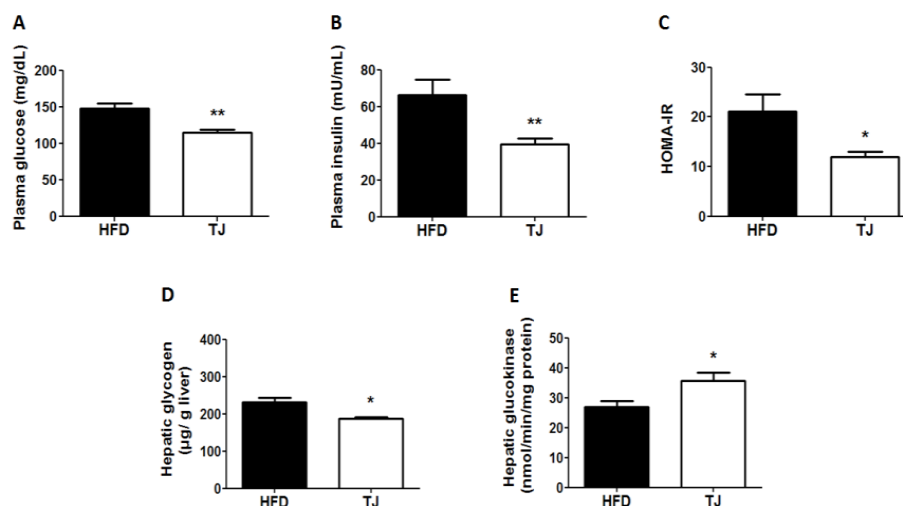 A
Plasma glucose (mg/dL)
200
150
100
50
0
**
HFD
TJ
B
Plasma insulin (mU/mL)
80
60
40
20
0
**
HFD
TJ
C
HOMA-IR
30
20
10
0
*
HFD
TJ
D
Hepatic glycogen
(µg/ g liver)
400
300
200
100
0
*
HFD
TJ
E
Hepatic glucokinase
(nmol/min/mg protein)
50
40
30
20
10
0
*
HFD
TJ